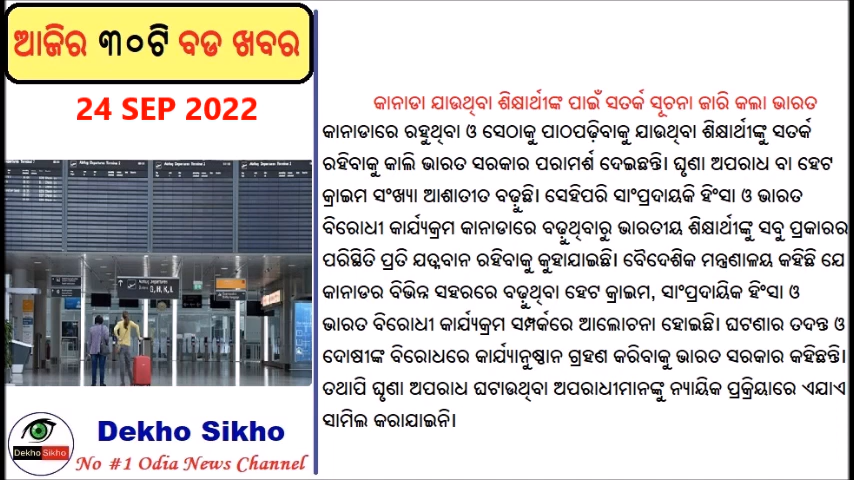 ଆଜିର ୩୦ଟି ବଡ ଖବର
24 SEP 2022
କାନାଡା ଯାଉଥିବା ଶିକ୍ଷାର୍ଥୀଙ୍କ ପାଇଁ ସତର୍କ ସୂଚନା ଜାରି କଲା ଭାରତ
କାନାଡାରେ ରହୁଥିବା ଓ ସେଠାକୁ ପାଠପଢ଼ିବାକୁ ଯାଉଥିବା ଶିକ୍ଷାର୍ଥୀଙ୍କୁ ସତର୍କ
ରହିବାକୁ କାଲି ଭାରତ ସରକାର ପରାମର୍ଶ ଦେଇଛନ୍ତି। ଘୃଣା ଅପରାଧ ବା ହେଟ
କ୍ରାଇମ ସଂଖ୍ୟା ଆଶାତୀତ ବଢୁଛି। ସେହିପରି ସାଂପ୍ରଦାୟକି ହିଂସା ଓ ଭାରତ
ବିରୋଧୀ କାର୍ଯ୍ୟକ୍ରମ କାନାଡାରେ ବଢୁଥିବାରୁ ଭାରତୀୟ ଶିକ୍ଷାର୍ଥୀଙ୍କୁ ସବୁ ପ୍ରକାରର
ପରିସ୍ଥିତି ପ୍ରତି ଯତ୍ନବାନ ରହିବାକୁ କୁହାଯାଇଛି। ବୈଦେଶିକ ମନ୍ତ୍ରଣାଳୟ କହିଛି ଯେ
କାନାଡର ବିଭିନ୍ନ ସହରରେ ବଢୁଥିବା ହେଟ କ୍ରାଇମ, ସାଂପ୍ରଦାୟିକ ହିଂସା ଓ
ଭାରତ ବିରୋଧୀ କାର୍ଯ୍ୟକ୍ରମ ସମ୍ପର୍କରେ ଆଲୋଚନା ହୋଇଛି। ଘଟଣାର ତଦନ୍ତ ଓ
ଦୋଷୀଙ୍କ ବିରୋଧରେ କାର୍ଯ୍ୟାନୁଷ୍ଠାନ ଗ୍ରହଣ କରିବାକୁ ଭାରତ ସରକାର କହିଛନ୍ତି।
ତଥାପି ଘୃଣା ଅପରାଧ ଘଟାଉଥିବା ଅପରାଧୀମାନଙ୍କୁ ନ୍ୟାୟିକ ପ୍ରକ୍ରିୟାରେ ଏଯାଏ
ସାମିଲ କରାଯାଇନି।
Dekho Sikho
Dekho Sikho
No #1 Odia News Channel